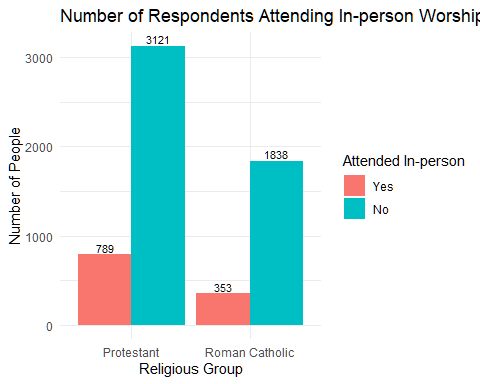 Number of Respondents Attending In-person Worship
Number of People
3000
2000
1000
0
3121
789
1838
353
Protestant
Roman Catholic
Religious Group
Attended In-person
Yes
No